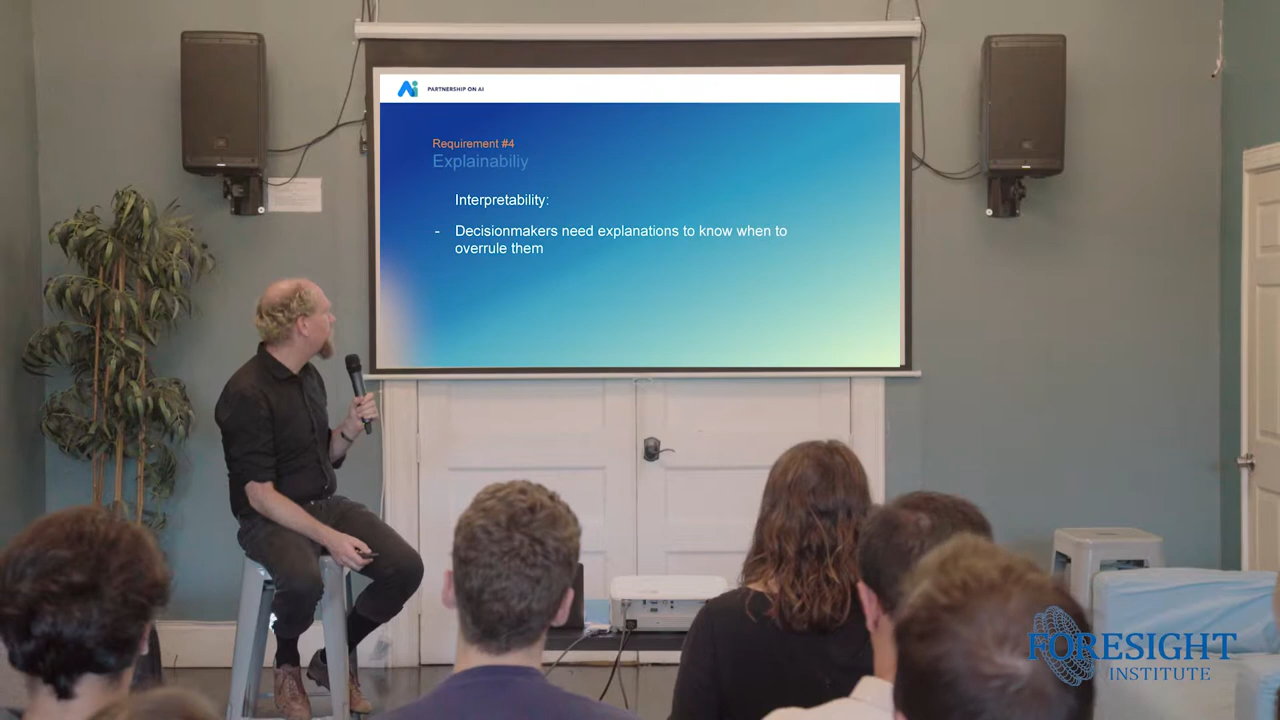 PARTNERSHIP ON AI
Requirement #4
Explainabiliy
Interpretability:
- Decisionmakers need explanations to know when to
overrule them
FORESIGHT
INSTITUTE